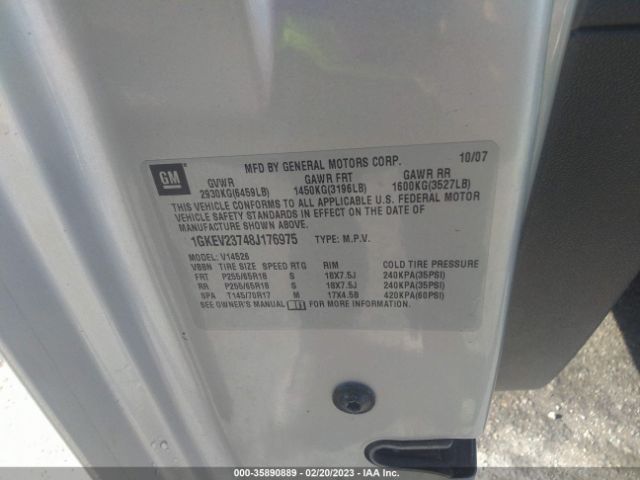 GM
MFD BY GENERAL MOTORS CORP. 10/07
GVWR GAWR FRT GAWR RR
2930KG(6459LB) 1450KG(3196LB) 1600KG(3527LB)
THIS VEHICLE CONFORMS TO ALL APPLICABLE U.S. FEDERAL MOTOR
VEHICLE SAFETY STANDARDS IN EFFECT ON THE DATE OF
MANUFACTURE SHOWN ABOVE.
1GKEV23748J176975 TYPE: M.P.V.
MODEL: V14526
VBBN TIRE SIZE SPEED RTG RIM COLD TIRE PRESSURE
FRT P255/65R18 S 18X7.5J 240KPA(35PSI)
RR P255/65R18 S 18X7.5J 240KPA(35PSI)
SPA T145/70R17 M 17X4.5B 420KPA(60PSI)
SEE OWNER'S MANUAL FOR MORE INFORMATION.
000-35890889 - 02/20/2023 - IAA Inc.